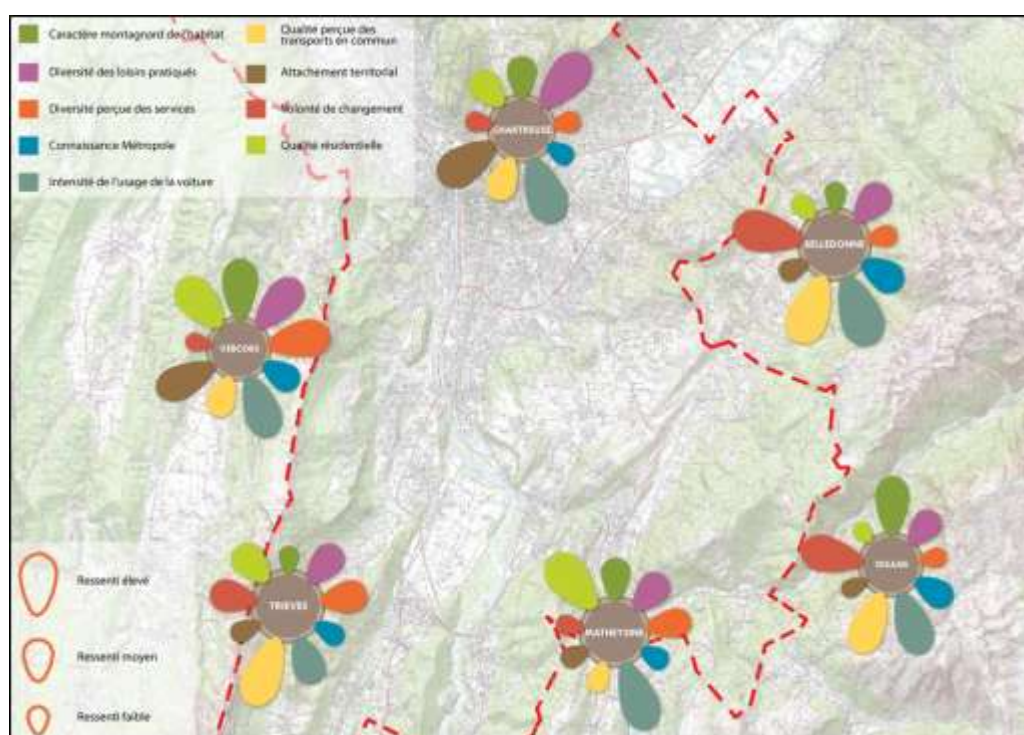 Caractère montagnard de l'habitat
Diversité des loisirs pratiqués
Diversité perçue des services
Connaissance Métropole
Intensité de l'usage de la voiture
Qualité perçue des
transports en commun
Attachement territorial
Volonté de changement
Qualité résidentielle
CHARTREUSE
BELLEDONNE
VERCORS
OISANS
TRIEVES
MATHEYSINE
Ressenti élevé
Ressenti moyen
Ressenti faible